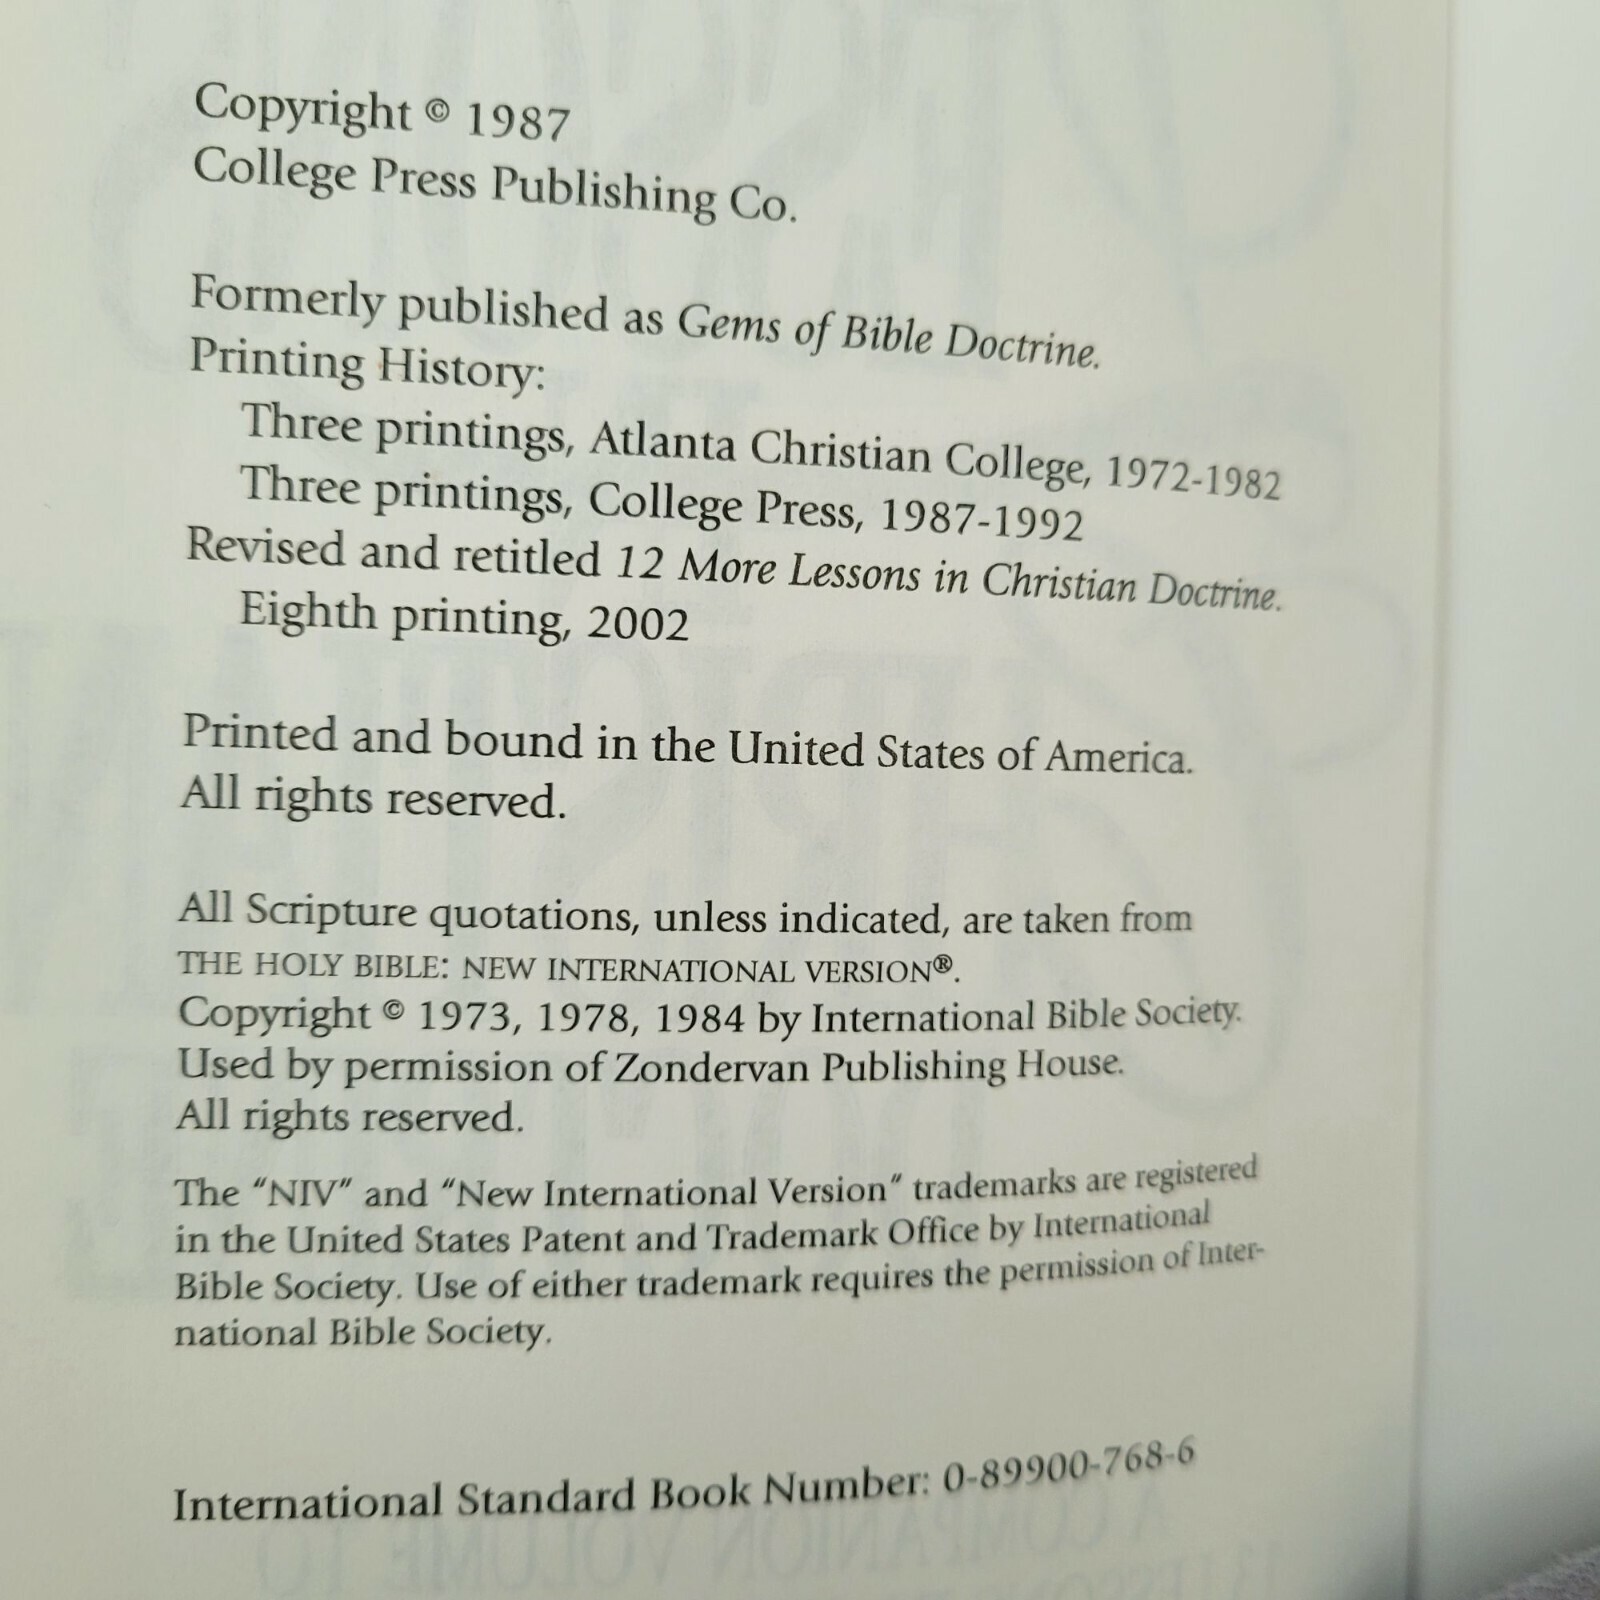 Copyright © 1987
College Press Publishing Co.
Formerly published as Gems of Bible Doctrine.
Printing History:
Three printings, Atlanta Christian College, 1972-1982
Three printings, College Press, 1987-1992
Revised and retitled 12 More Lessons in Christian Doctrine.
Eighth printing, 2002
Printed and bound in the United States of America.
All rights reserved.
All Scripture quotations, unless indicated, are taken from
THE HOLY BIBLE: NEW INTERNATIONAL VERSION®.
Copyright © 1973, 1978, 1984 by International Bible Society.
Used by permission of Zondervan Publishing House.
All rights reserved.
The “NIV” and “New International Version” trademarks are registered
in the United States Patent and Trademark Office by International
Bible Society. Use of either trademark requires the permission of Inter-
national Bible Society.
International Standard Book Number: 0-89900-768-6